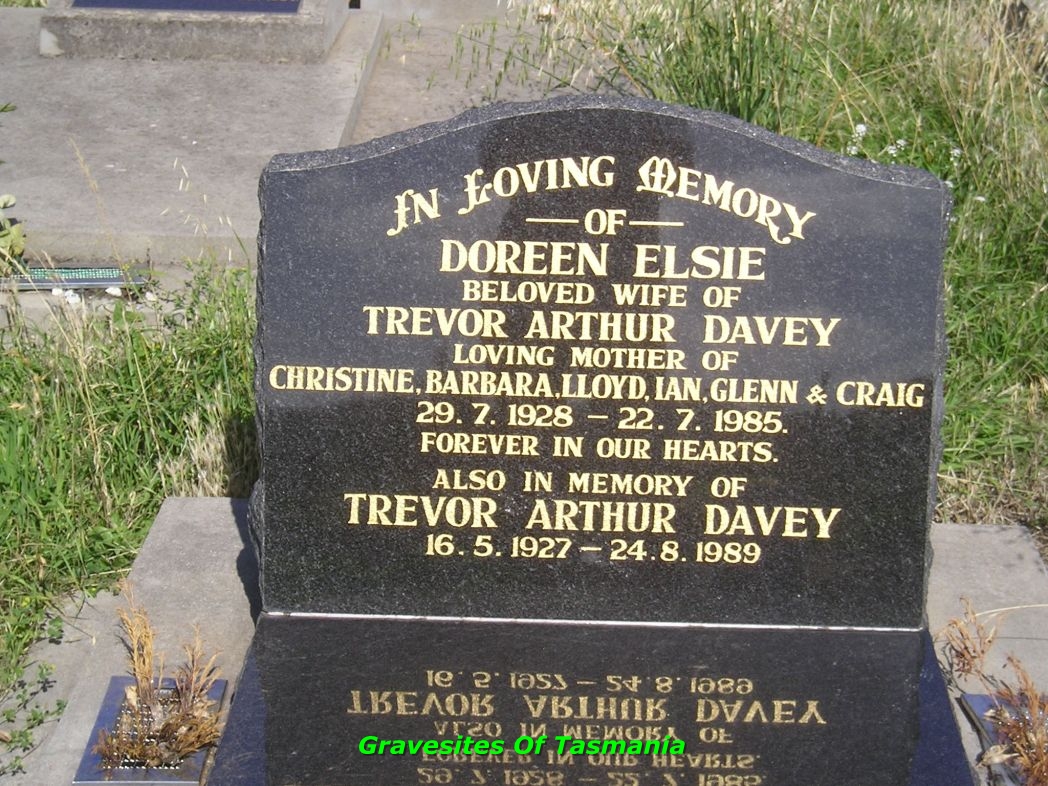 IN LOVING MEMORY
— OF —
DOREEN ELSIE
BELOVED WIFE OF
TREVOR ARTHUR DAVEY
LOVING MOTHER OF
CHRISTINE, BARBARA, LLOYD, IAN, GLENN & CRAIG
29. 7. 1928 – 22. 7. 1985.
FOREVER IN OUR HEARTS.
ALSO IN MEMORY OF
TREVOR ARTHUR DAVEY
16. 5. 1927 – 24. 8. 1989
Gravesites Of Tasmania